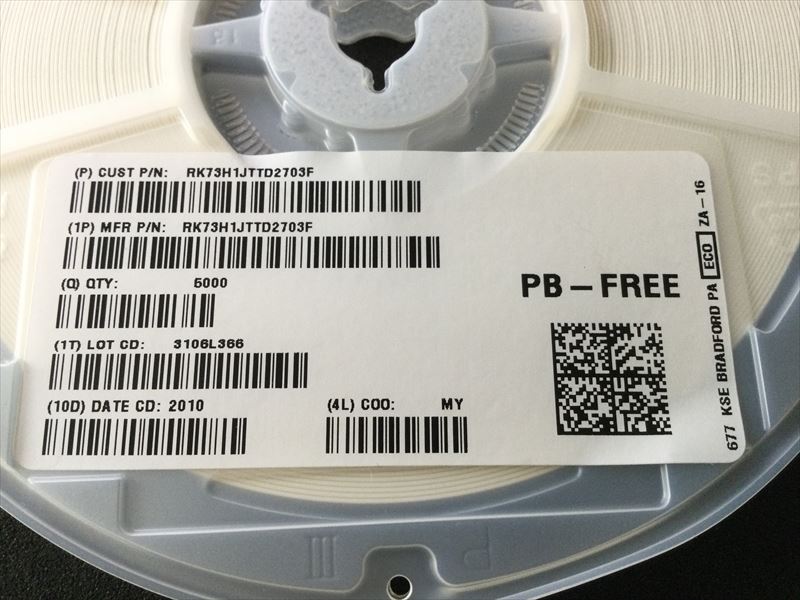 (P) CUST P/N: RK73H1JTTD2703F
(1P) MFR P/N: RK73H1JTTD2703F
(Q) QTY: 5000
(1T) LOT CD: 3106L366
(10D) DATE CD: 2010
(4L) COO: MY
PB-FREE
677 KSE BRADFORD PA ECO ZA-16